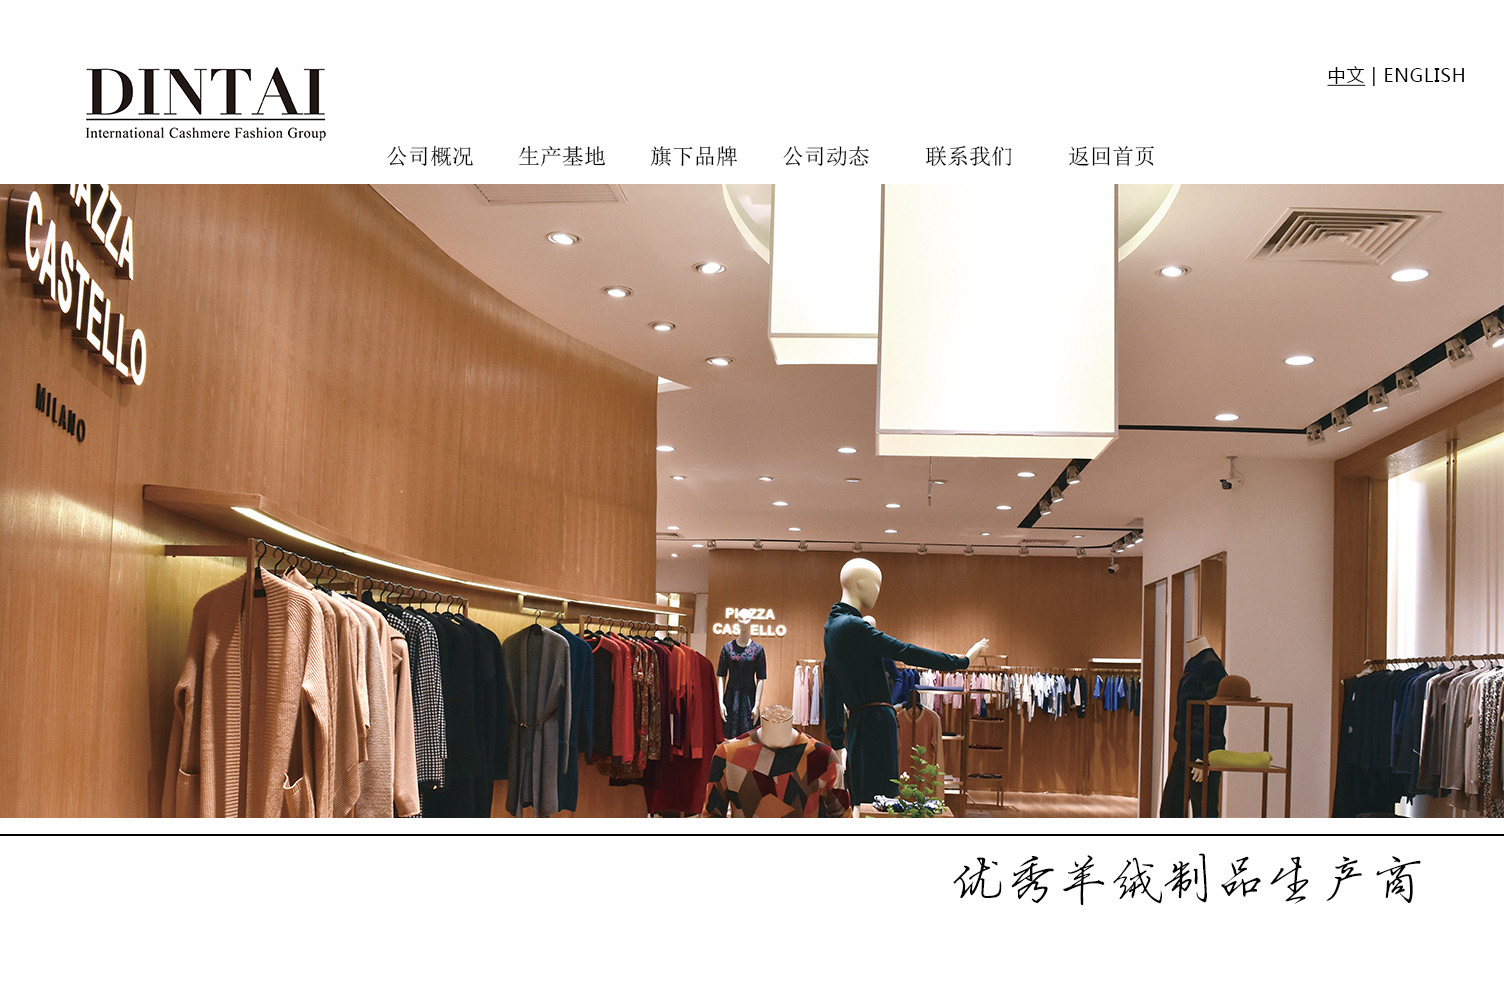 DINTAI
International Cashmere Fashion Group
中文 | ENGLISH
公司概况 生产基地 旗下品牌 公司动态 联系我们 返回首页
PIAZZA
CASTELLO
MILANO
PIAZZA
CASTELLO
优秀羊绒制品生产商